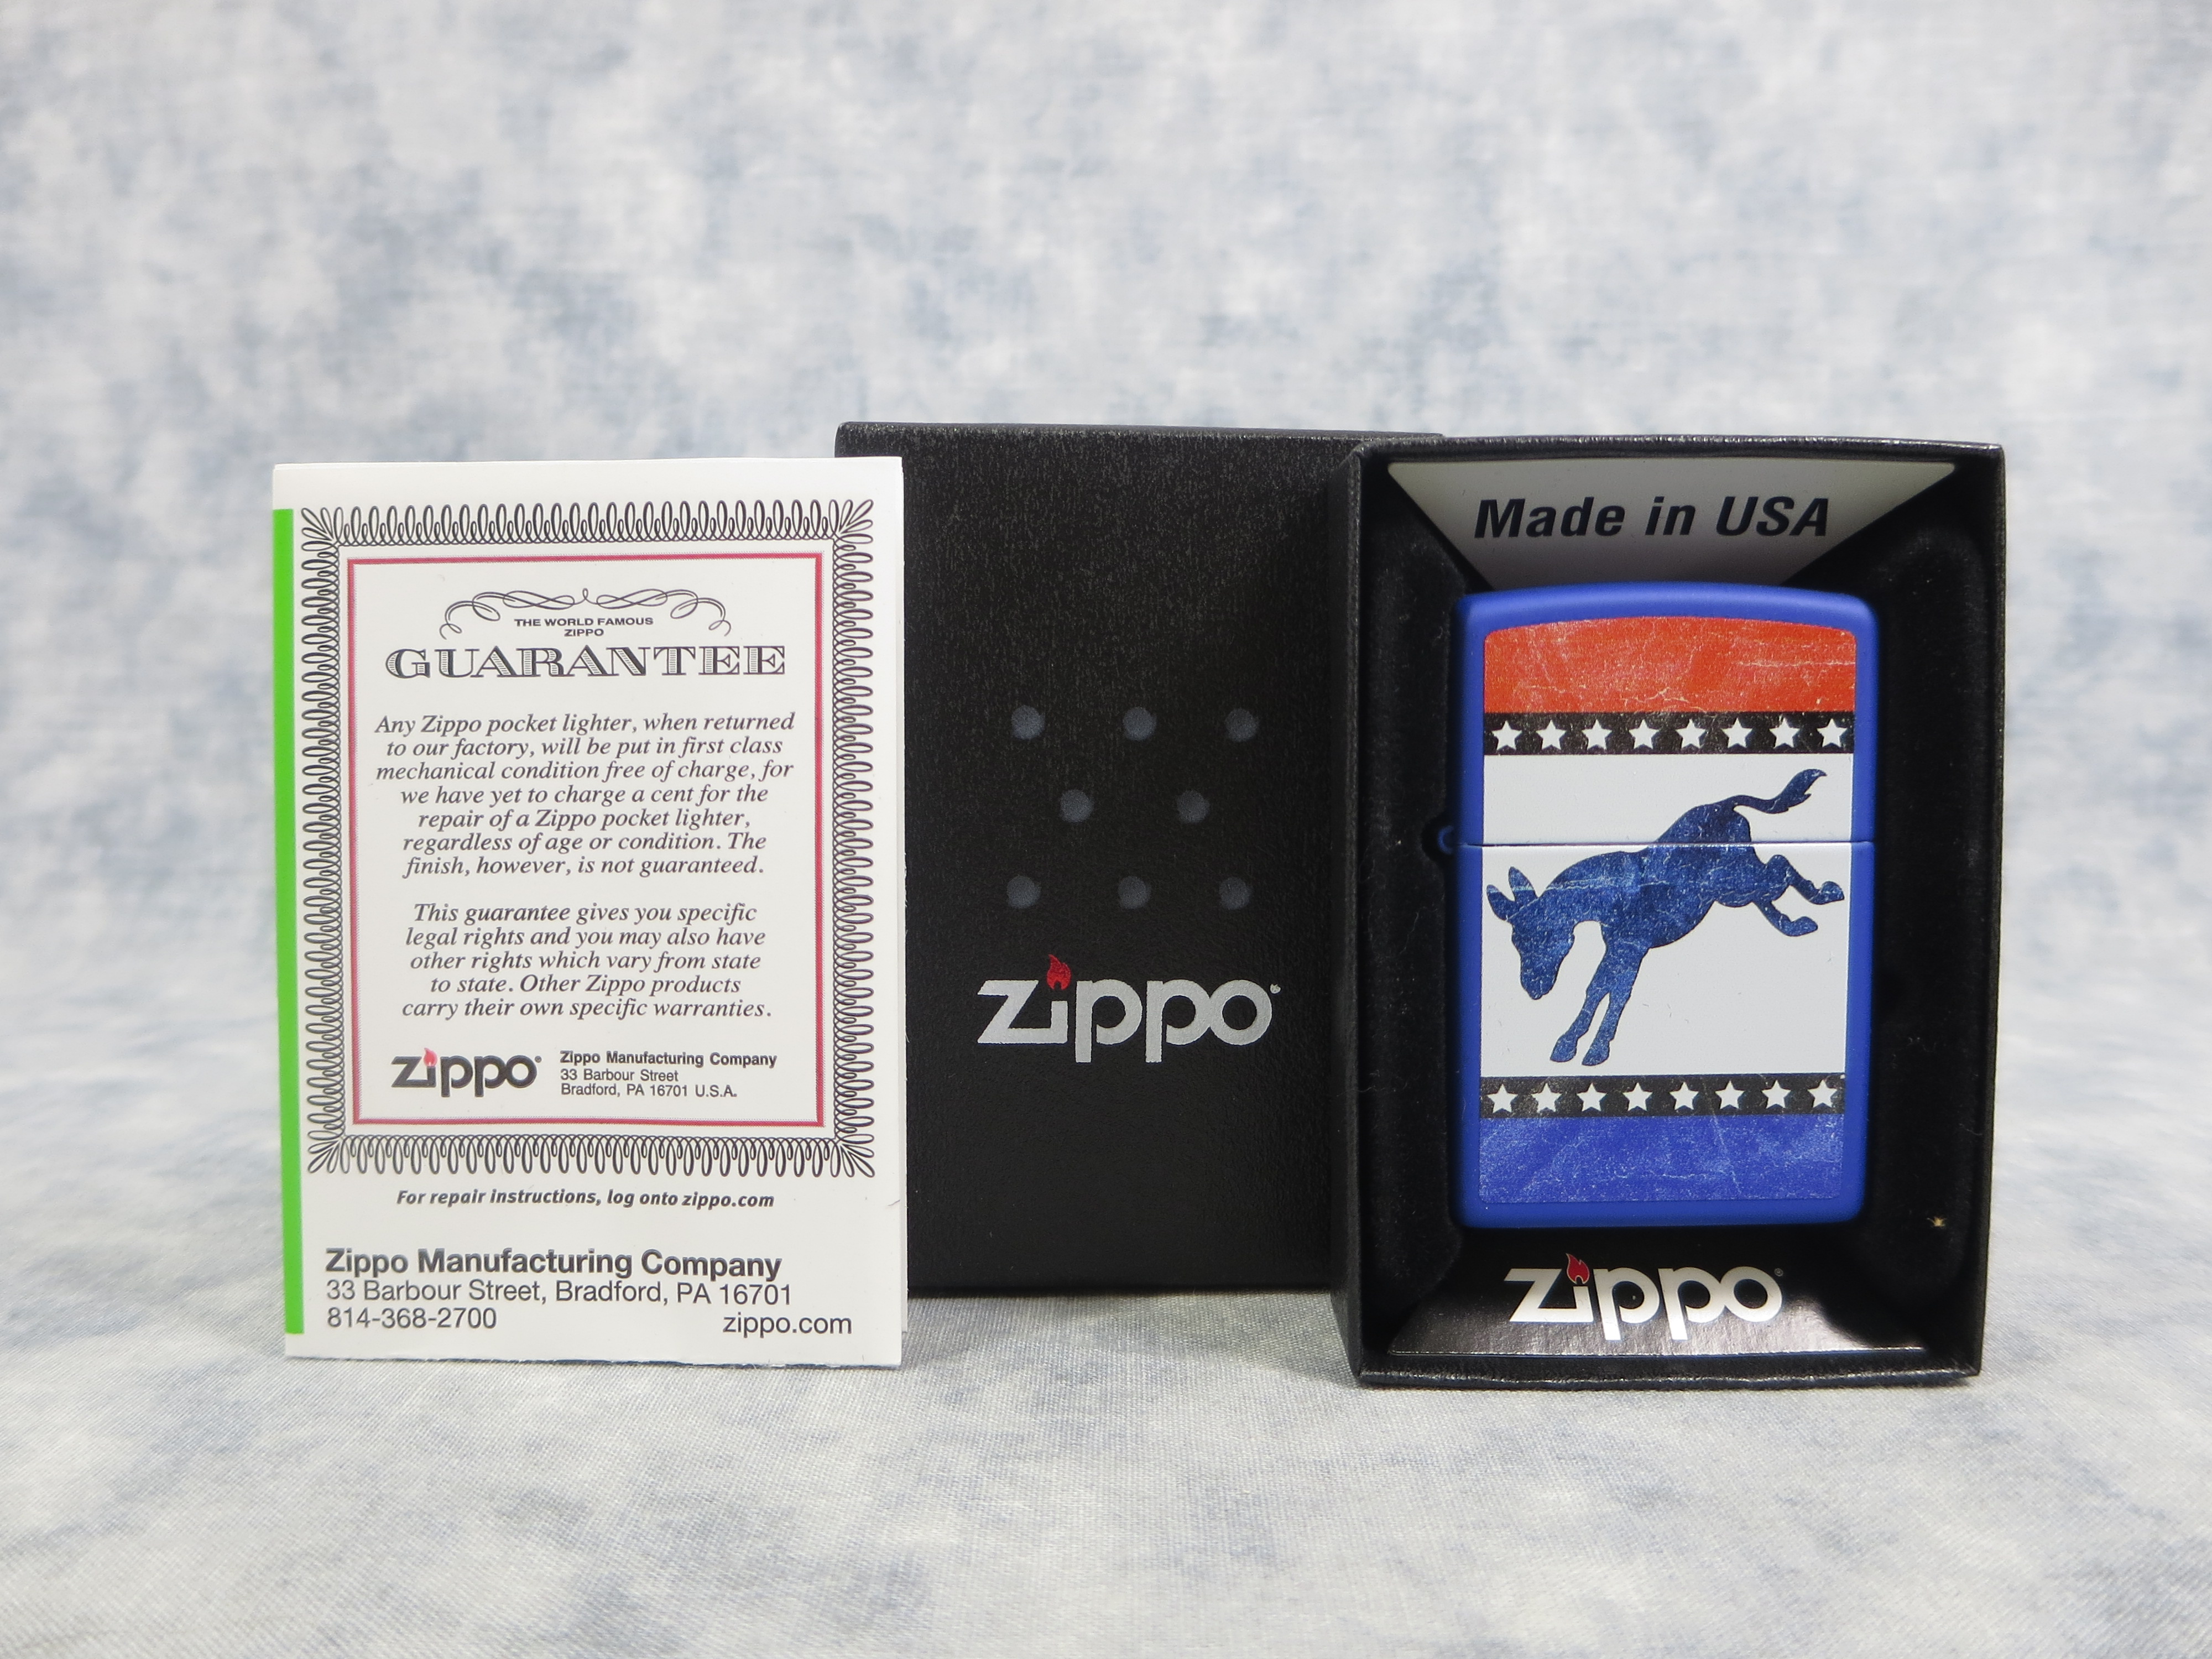 THE WORLD FAMOUS
ZIPPO
GUARANTEE
Any Zippo pocket lighter, when returned
to our factory, will be put in first class
mechanical condition free of charge, for
we have yet to charge a cent for the
repair of a Zippo pocket lighter,
regardless of age or condition. The
finish, however, is not guaranteed.
This guarantee gives you specific
legal rights and you may also have
other rights which vary from state
to state. Other Zippo products
carry their own specific warranties.
zippo®
Zippo Manufacturing Company
33 Barbour Street
Bradford, PA 16701 U.S.A.
For repair instructions, log onto zippo.com
Zippo Manufacturing Company
33 Barbour Street, Bradford, PA 16701
814-368-2700 zippo.com
zippo®
Made in USA
zippo®